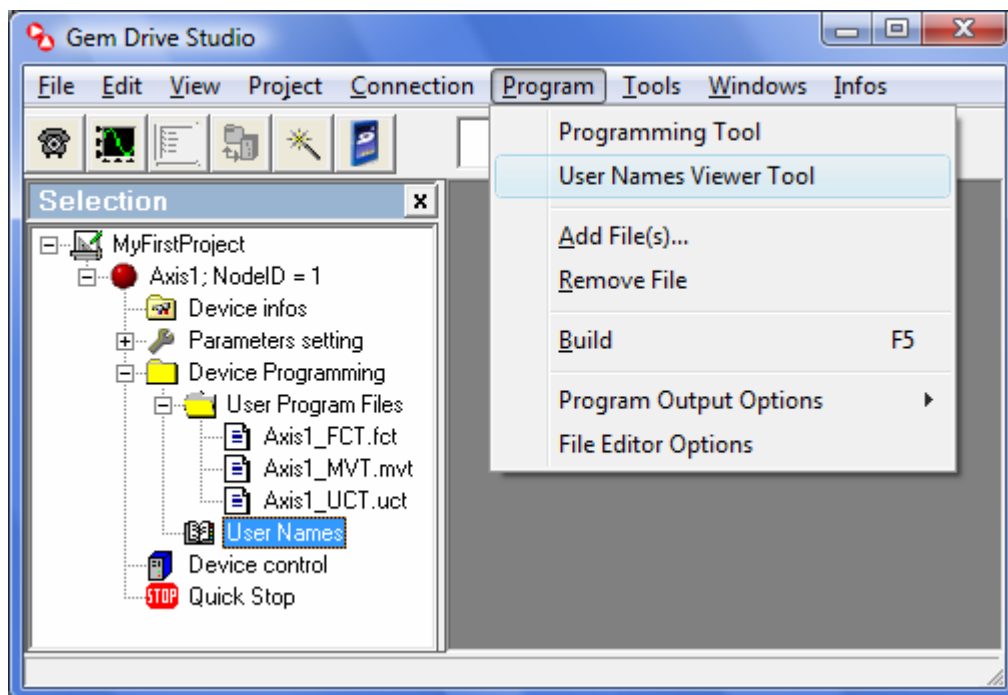 Gem Drive Studio
File Edit View Project Connection Program Tools Windows Infos
Programming Tool
User Names Viewer Tool
Add File(s)...
Remove File
Build F5
Program Output Options
File Editor Options
Selection
MyFirstProject
Axis1; NodeID = 1
Device infos
Parameters setting
Device Programming
User Program Files
Axis1_FCT.fct
Axis1_MVT.mvt
Axis1_UCT.uct
User Names
Device control
STOP Quick Stop